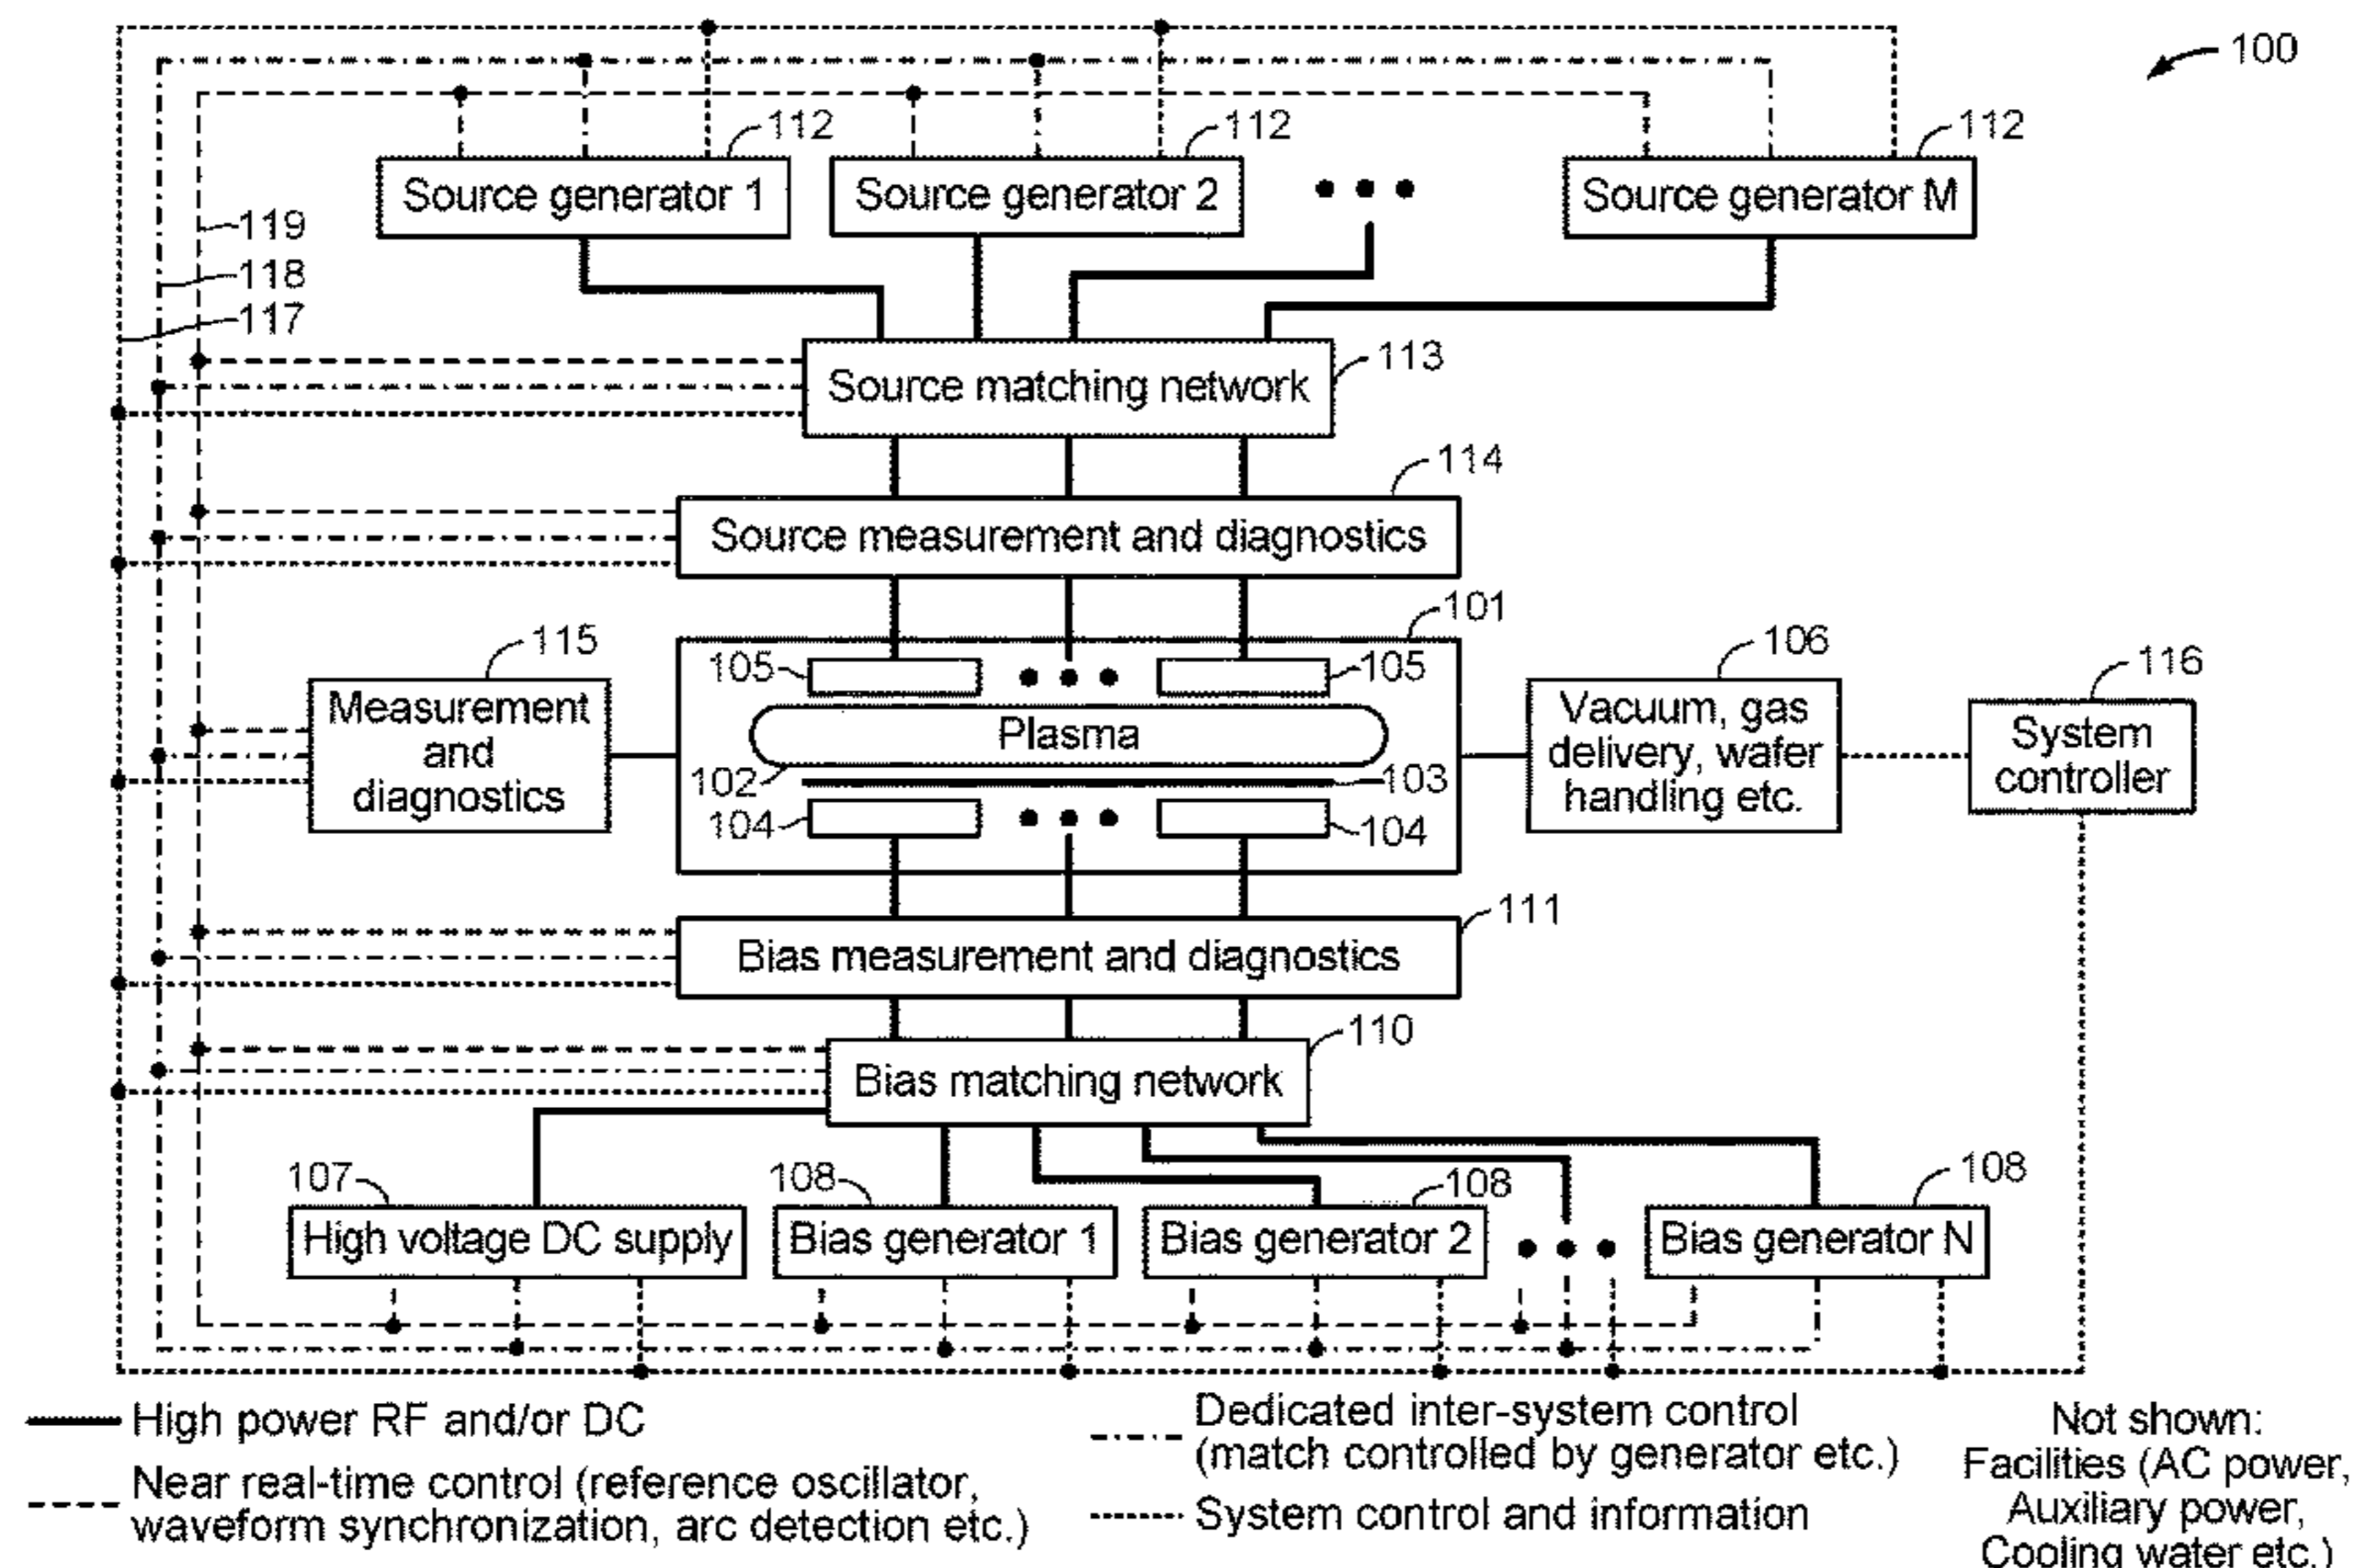 100
112
112
112
Source generator 1
Source generator 2
Source generator M
119
118
117
113
Source matching network
114
Source measurement and diagnostics
101
115
105
105
106
116
Measurement
and
diagnostics
Plasma
Vacuum, gas
delivery, wafer
handling etc.
System
controller
102
103
104
104
111
Bias measurement and diagnostics
110
Bias matching network
107
108
108
108
High voltage DC supply
Bias generator 1
Bias generator 2
Bias generator N
High power RF and/or DC
Near real-time control (reference oscillator,
waveform synchronization, arc detection etc.)
Dedicated inter-system control
(match controlled by generator etc.)
System control and information
Not shown:
Facilities (AC power,
Auxiliary power,
Cooling water etc.)